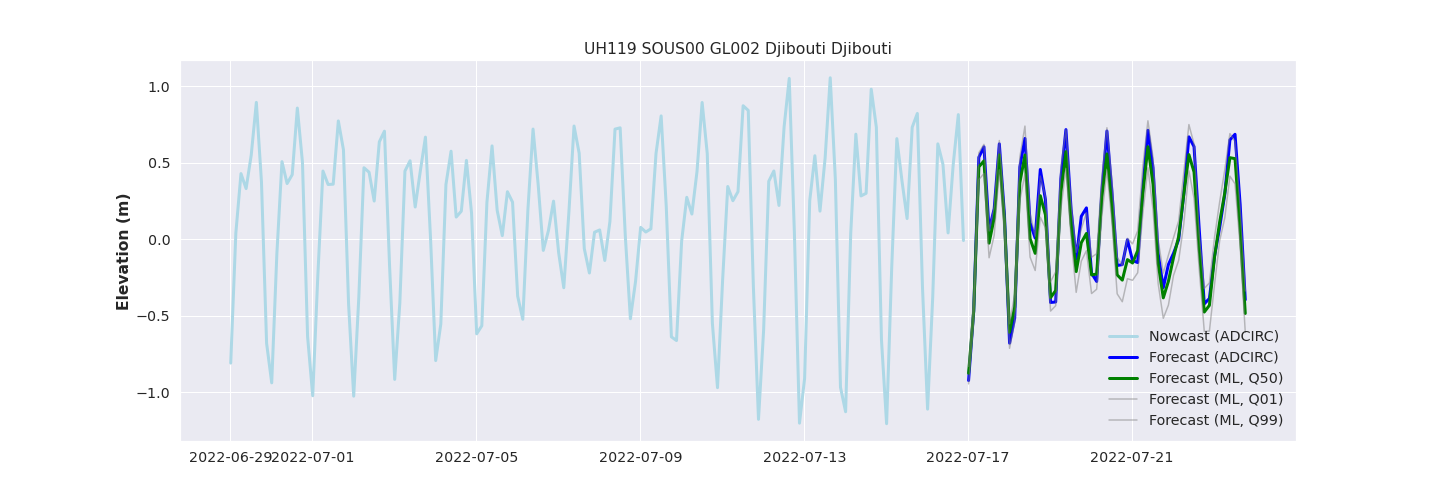 UH119 SOUS00 GL002 Djibouti Djibouti
Elevation (m)
1.0
0.5
0.0
−0.5
−1.0
2022-06-29
2022-07-01
2022-07-05
2022-07-09
2022-07-13
2022-07-17
2022-07-21
Nowcast (ADCIRC)
Forecast (ADCIRC)
Forecast (ML, Q50)
Forecast (ML, Q01)
Forecast (ML, Q99)